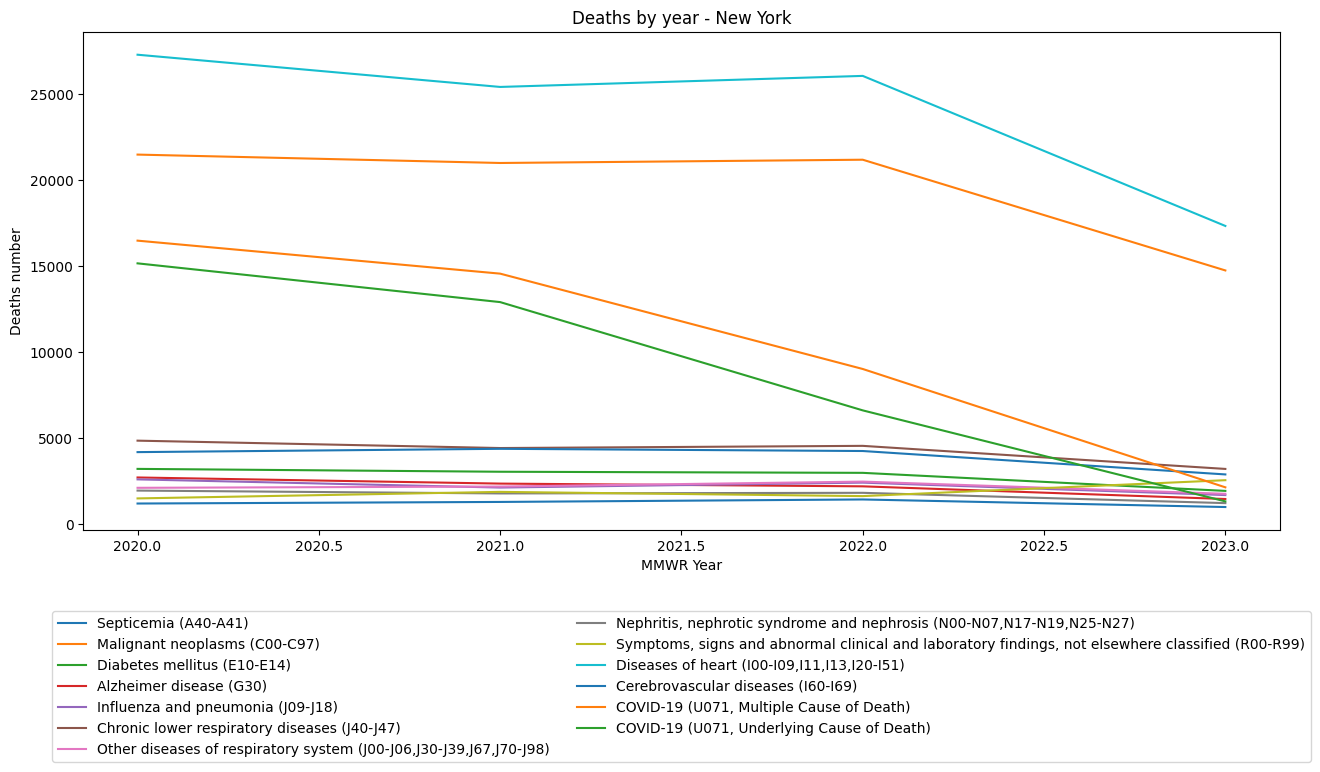 Deaths by year - New York
Deaths number
25000
20000
15000
10000
5000
0
2020.0 2020.5 2021.0 2021.5 2022.0 2022.5 2023.0
MMWR Year
Septicemia (A40-A41)
Malignant neoplasms (C00-C97)
Diabetes mellitus (E10-E14)
Alzheimer disease (G30)
Influenza and pneumonia (J09-J18)
Chronic lower respiratory diseases (J40-J47)
Other diseases of respiratory system (J00-J06,J30-J39,J67,J70-J98)
Nephritis, nephrotic syndrome and nephrosis (N00-N07,N17-N19,N25-N27)
Symptoms, signs and abnormal clinical and laboratory findings, not elsewhere classified (R00-R99)
Diseases of heart (I00-I09,I11,I13,I20-I51)
Cerebrovascular diseases (I60-I69)
COVID-19 (U071, Multiple Cause of Death)
COVID-19 (U071, Underlying Cause of Death)